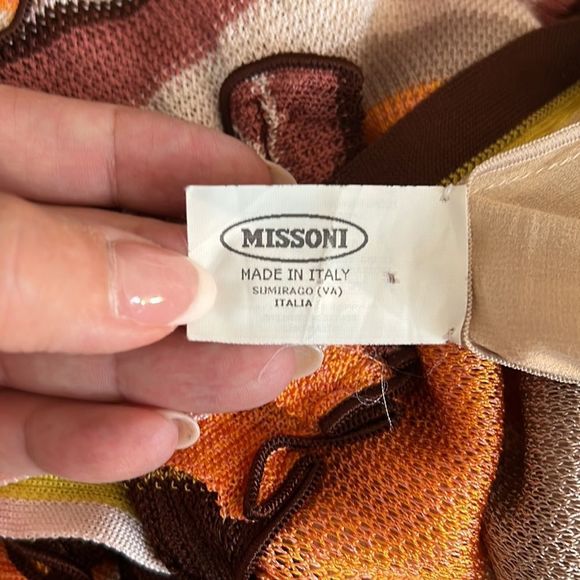 MISSONI
MADE IN ITALY
SUMIRAGO (VA)
ITALIA